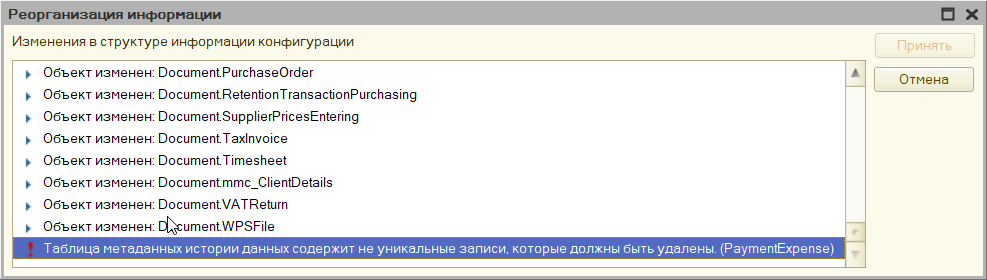 Реорганизация информации
Изменения в структуре информации конфигурации
Принять
Отмена
Объект изменен: Document.PurchaseOrder
Объект изменен: Document.RetentionTransactionPurchasing
Объект изменен: Document.SupplierPricesEntering
Объект изменен: Document.TaxInvoice
Объект изменен: Document.Timesheet
Объект изменен: Document.mmc_ClientDetails
Объект изменен: Document.VATReturn
Объект изменен: Document.WPSFile
Таблица метаданных истории данных содержит не уникальные записи, которые должны быть удалены. (PaymentExpense)